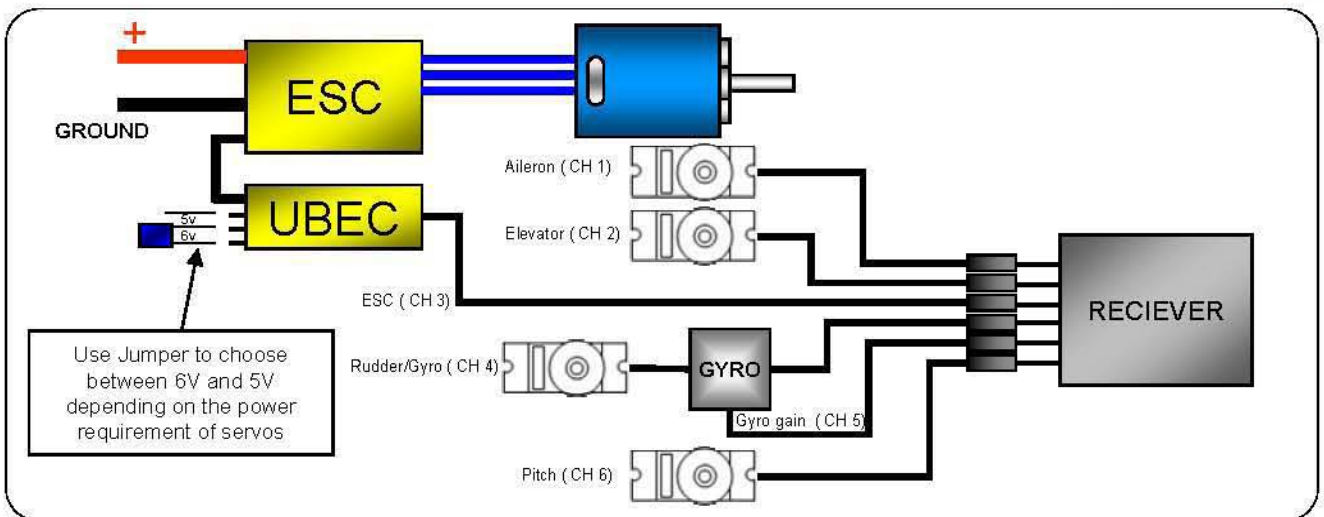 +
ESC
GROUND
UBEC
5v
6v
Aileron ( CH 1)
Elevator ( CH 2)
ESC ( CH 3)
RECIEVER
Use Jumper to choose
between 6V and 5V
depending on the power
requirement of servos
Rudder/Gyro ( CH 4)
GYRO
Gyro gain ( CH 5)
Pitch ( CH 6)